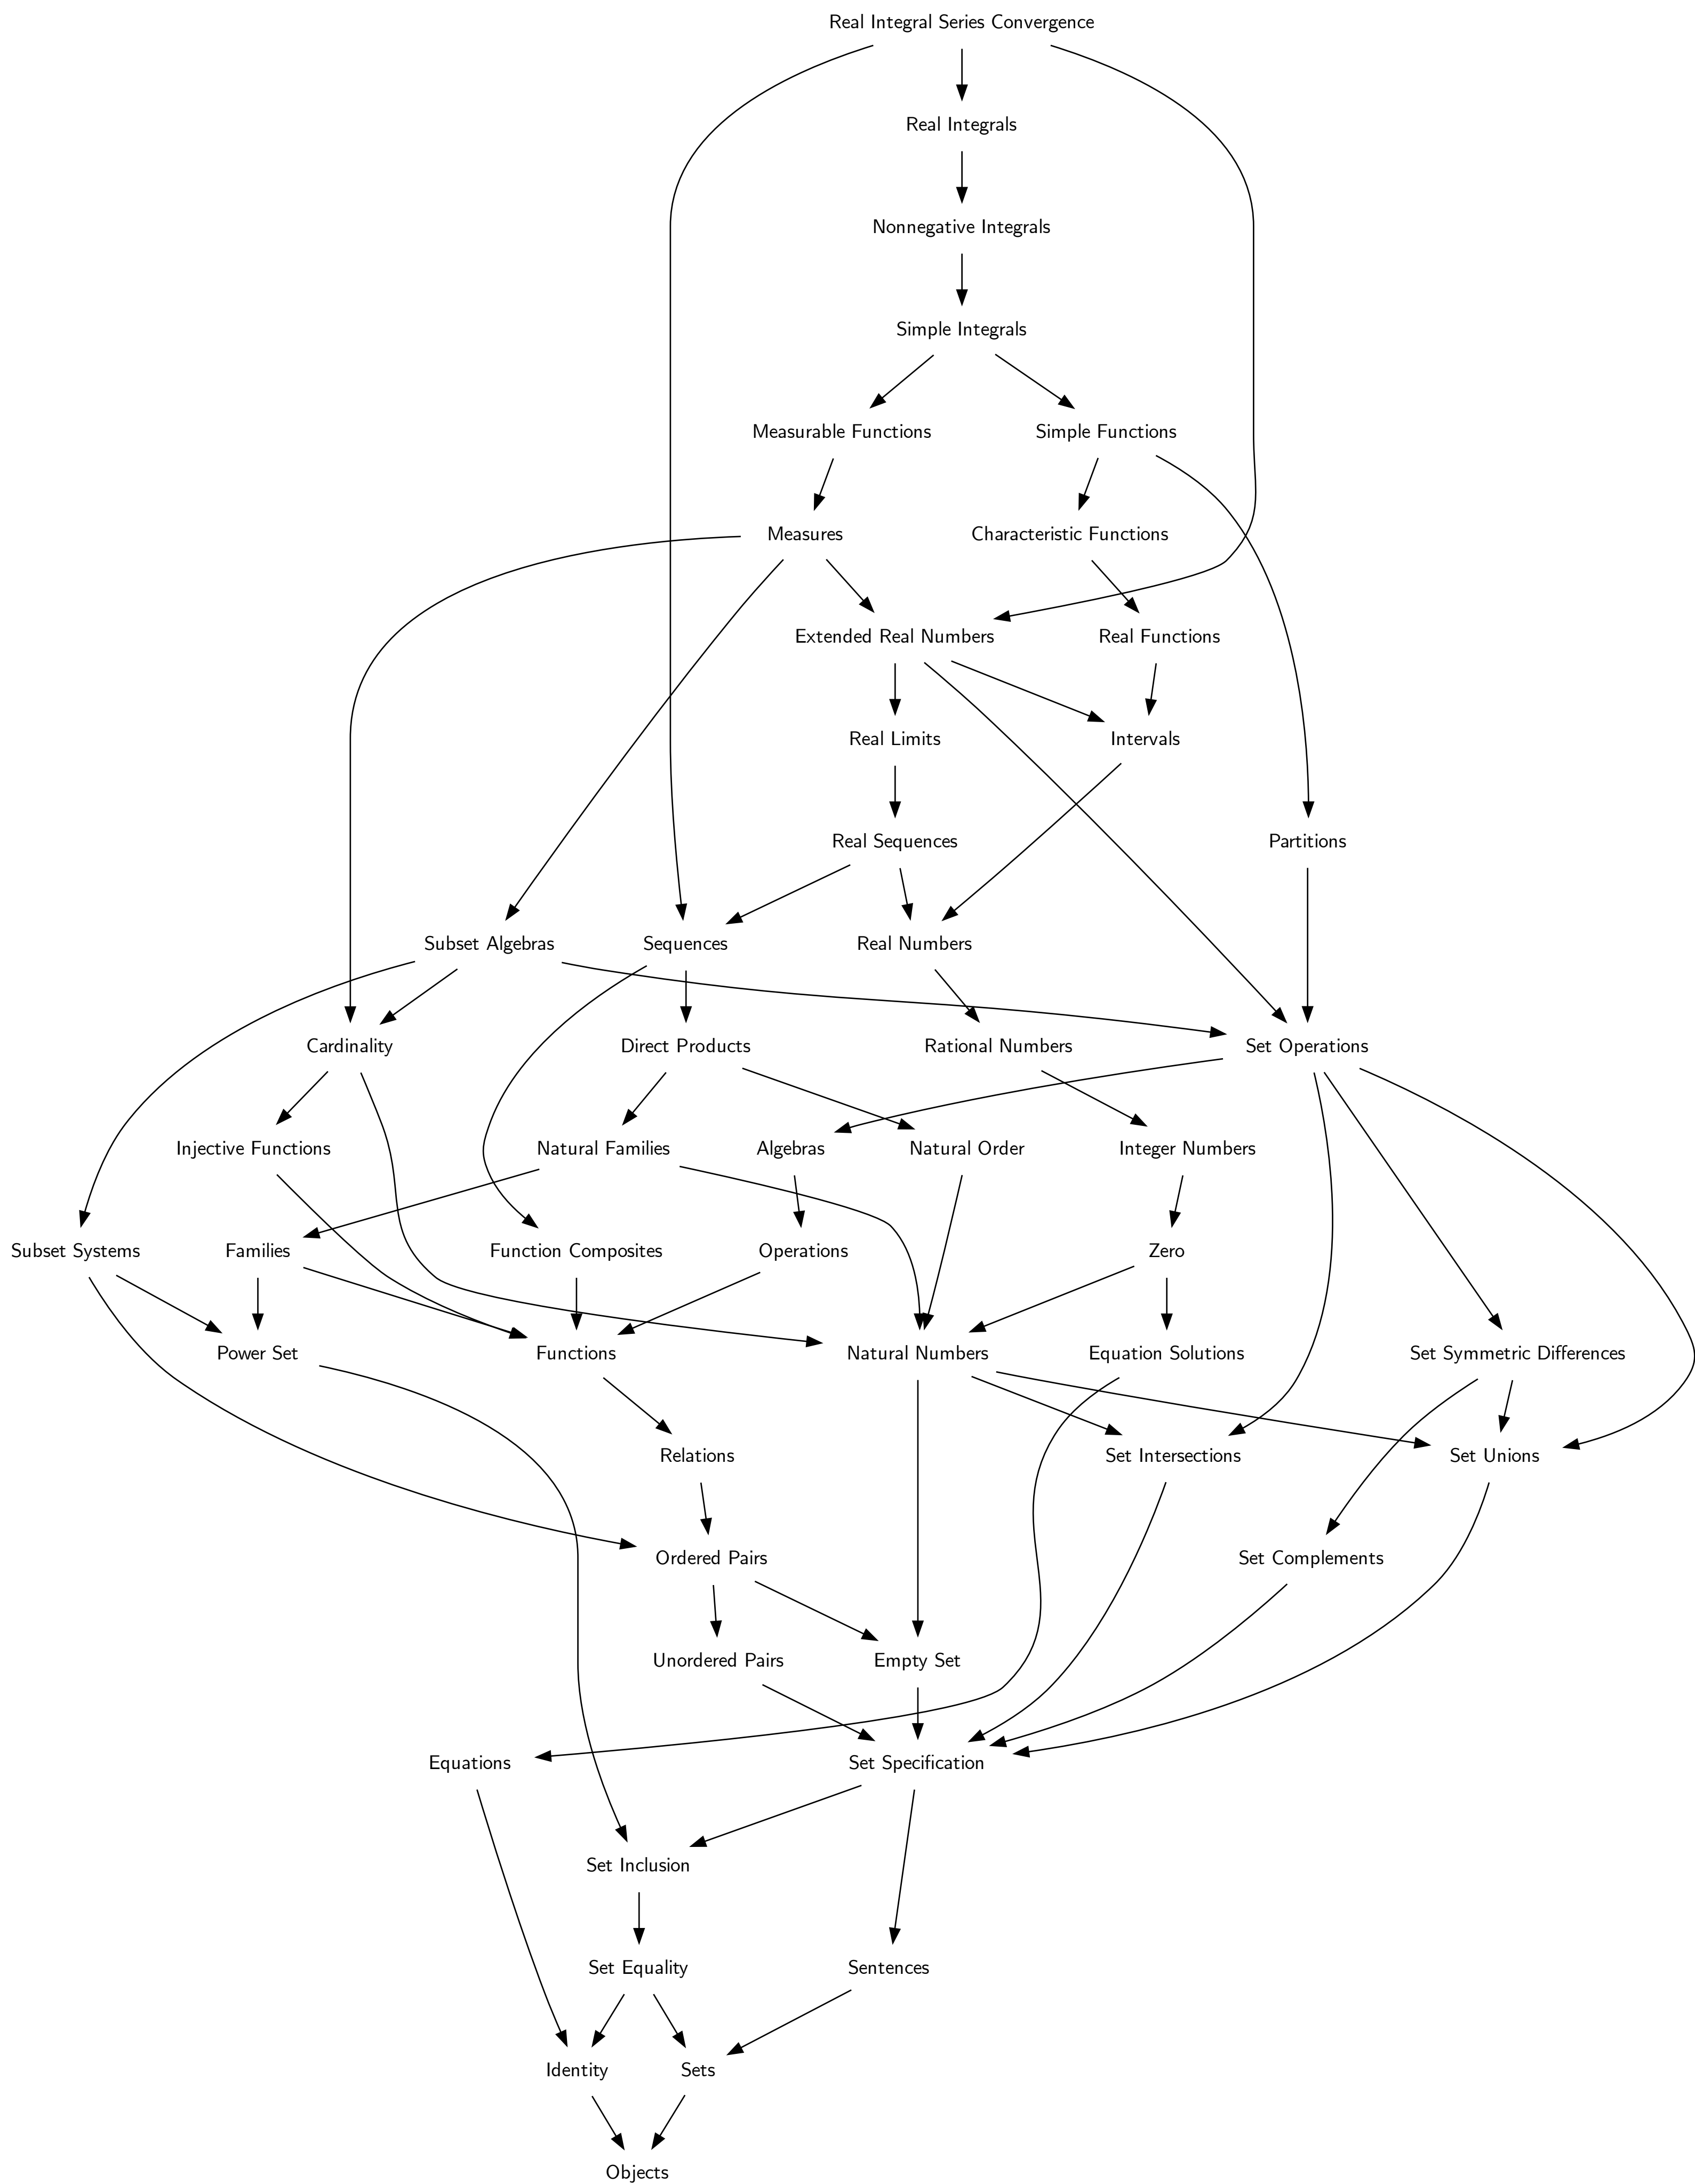 Real Integral Series Convergence
Real Integrals
Nonnegative Integrals
Simple Integrals
Measurable Functions
Simple Functions
Measures
Characteristic Functions
Extended Real Numbers
Real Functions
Real Limits
Intervals
Real Sequences
Partitions
Subset Algebras
Sequences
Real Numbers
Cardinality
Direct Products
Rational Numbers
Set Operations
Injective Functions
Natural Families
Algebras
Natural Order
Integer Numbers
Subset Systems
Families
Function Composites
Operations
Zero
Power Set
Functions
Natural Numbers
Equation Solutions
Set Symmetric Differences
Relations
Set Intersections
Set Unions
Ordered Pairs
Set Complements
Unordered Pairs
Empty Set
Equations
Set Specification
Set Inclusion
Set Equality
Sentences
Identity
Sets
Objects